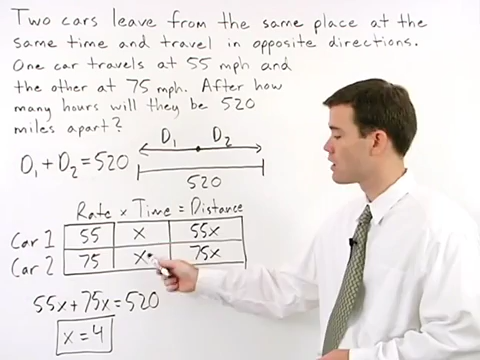 Two cars leave from the same place at the
same time and travel in opposite directions.
One car travels at 55 mph and
the other at 75 mph. After how
many hours will they be 520
miles apart?
D₁ D₂
D₁ + D₂ = 520
520
Rate × Time = Distance
Car 1 55 x 55x
Car 2 75 x 75x
55x + 75x = 520
x = 4